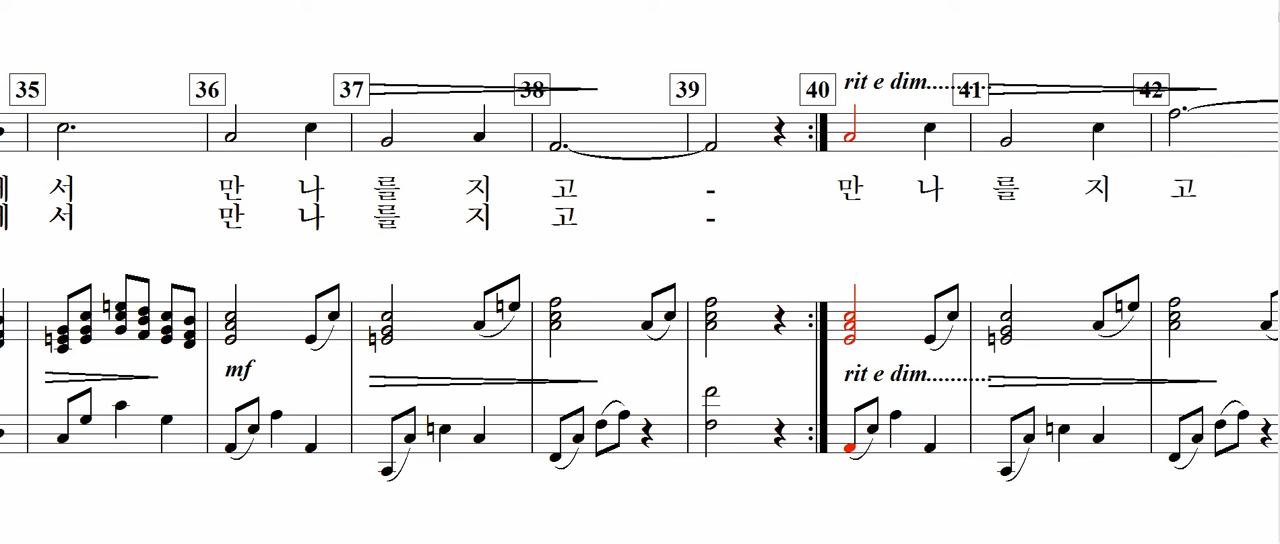 35 36 37 38 39 40 41 42
rit e dim...........
서 만 나 를 지 고 - 만 나 를 지 고
서 만 나 를 지 고 -
mf
rit e dim...........